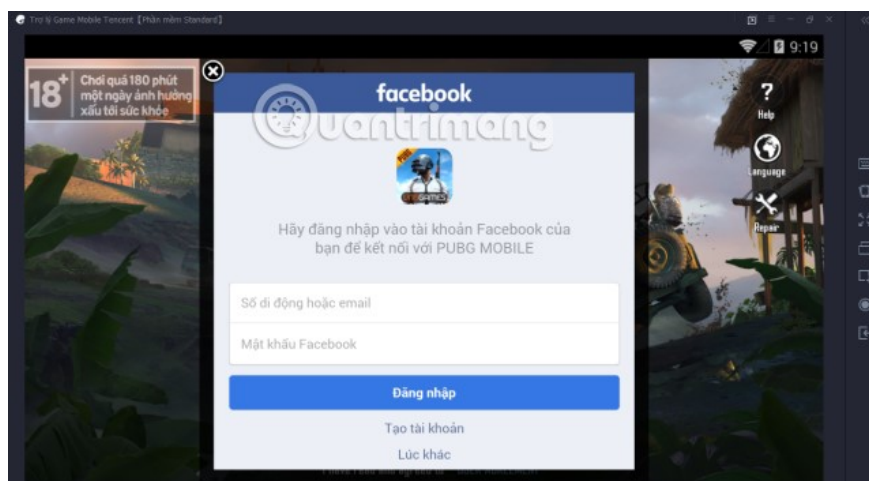 Trợ lý Game Mobile Tencent【Phần mềm Standard】
9:19
18+
Chơi quá 180 phút
một ngày ảnh hưởng
xấu tới sức khỏe
facebook
Quantrimang
PUBG
Hãy đăng nhập vào tài khoản Facebook của
bạn để kết nối với PUBG MOBILE
Số di động hoặc email
Mật khẩu Facebook
Đăng nhập
Tạo tài khoản
Lúc khác
?
Help
Language
Repair